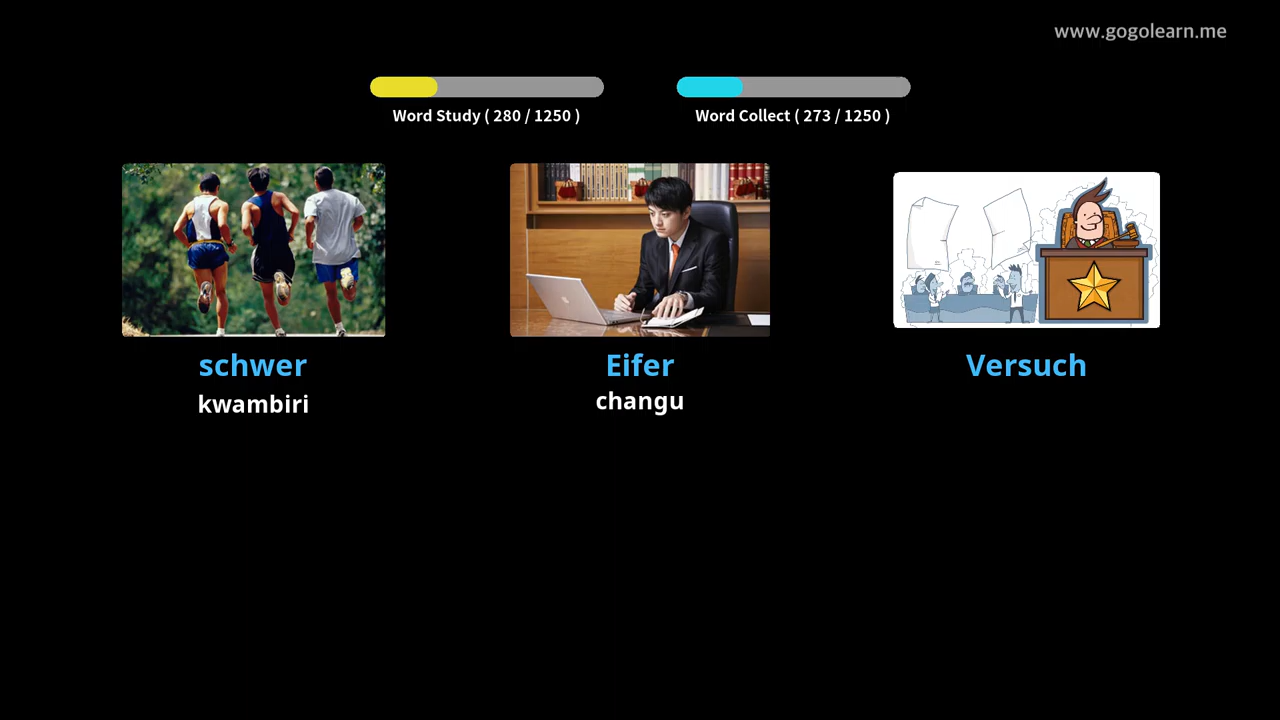 www.gogolearn.me
Word Study ( 280 / 1250 )
Word Collect ( 273 / 1250 )
schwer
kwambiri
Eifer
changu
Versuch